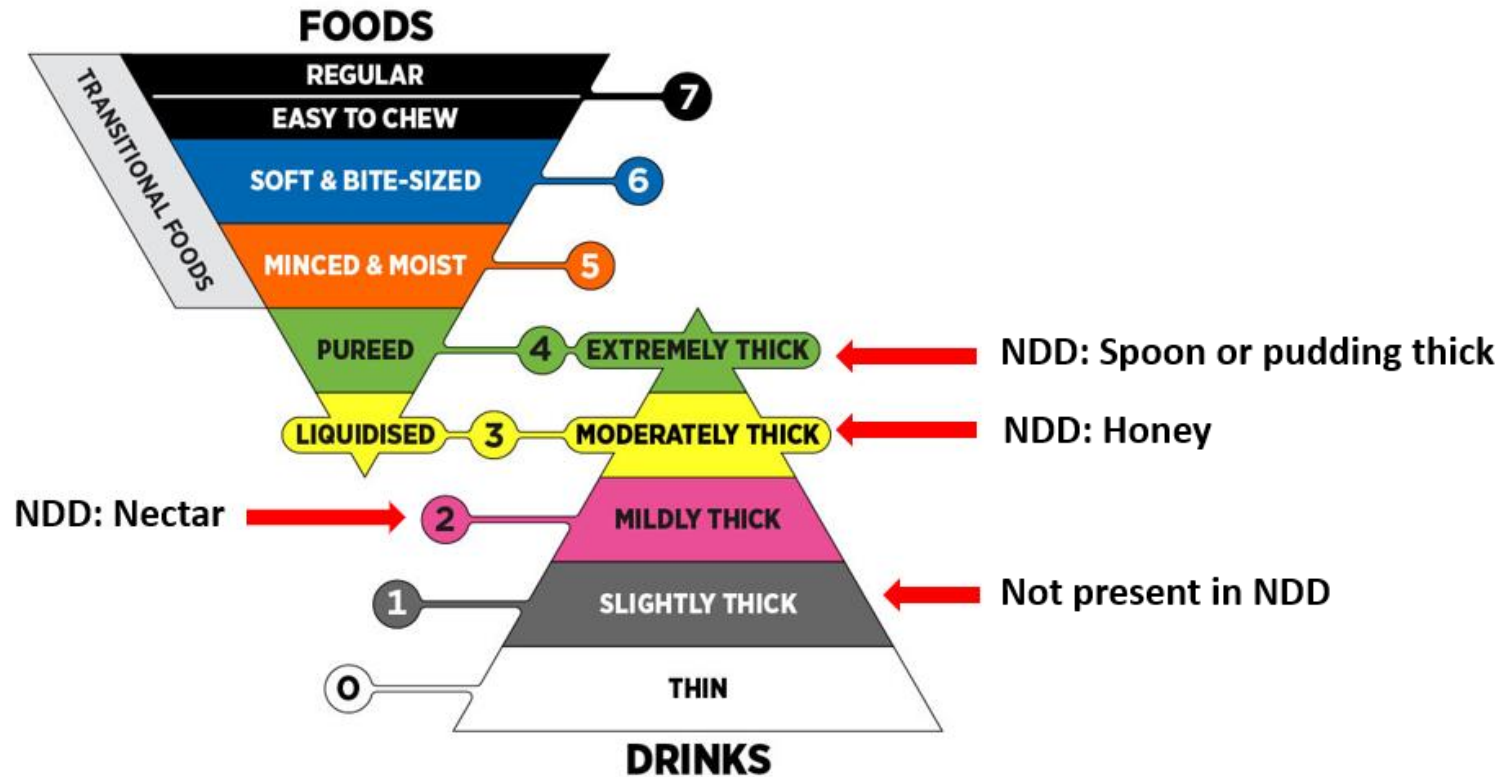 FOODS
REGULAR
7
EASY TO CHEW
TRANSITIONAL FOODS
SOFT & BITE-SIZED
6
MINCED & MOIST
5
PUREED
4
EXTREMELY THICK
NDD: Spoon or pudding thick
LIQUIDISED
3
MODERATELY THICK
NDD: Honey
NDD: Nectar
2
MILDLY THICK
1
SLIGHTLY THICK
Not present in NDD
0
THIN
DRINKS